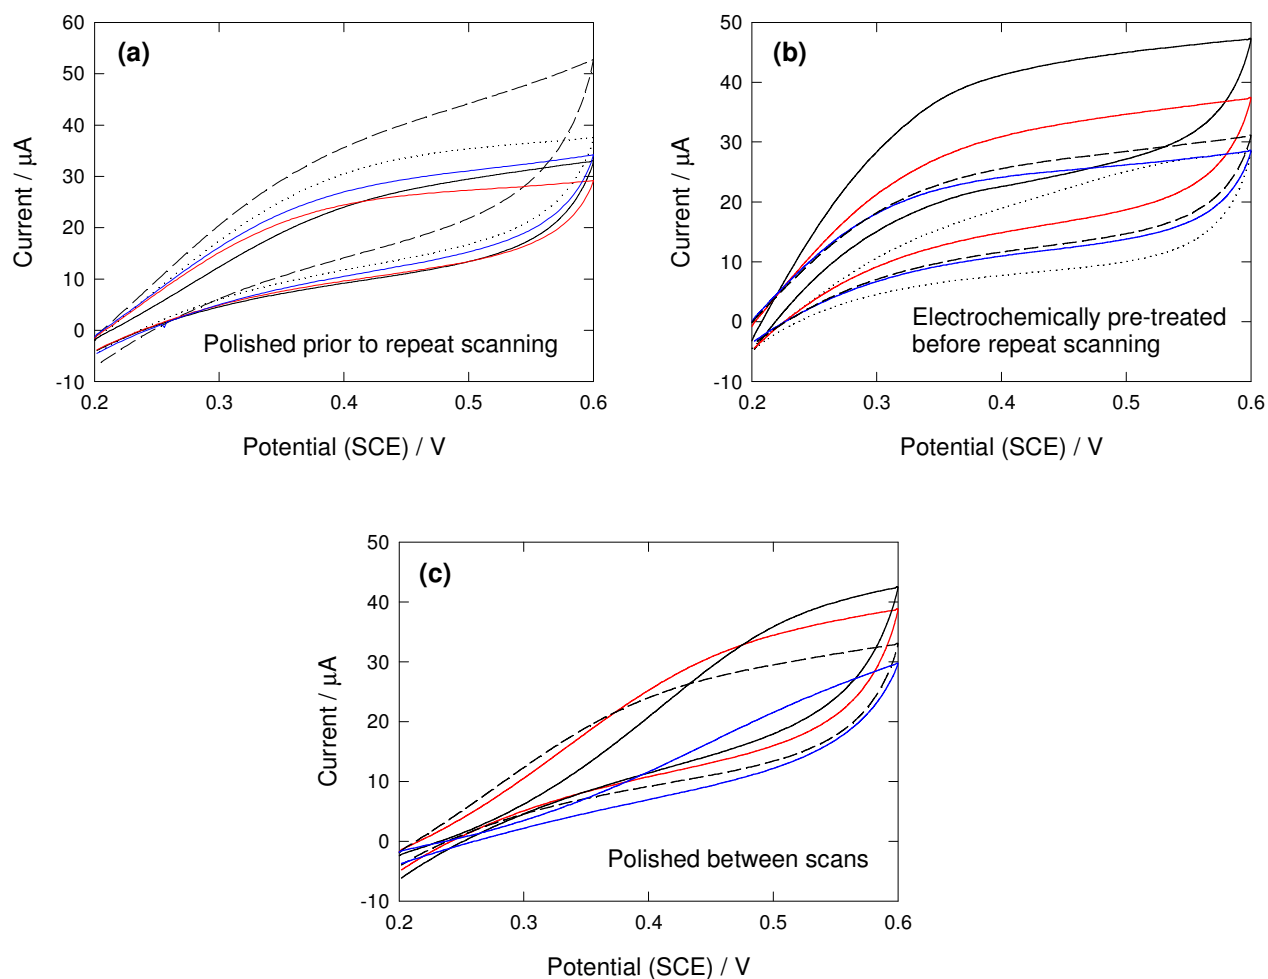 (a)
60
50
40
30
20
10
0
-10
Current / µA
Polished prior to repeat scanning
0.2 0.3 0.4 0.5 0.6
Potential (SCE) / V
(b)
50
40
30
20
10
0
-10
Current / µA
Electrochemically pre-treated
before repeat scanning
0.2 0.3 0.4 0.5 0.6
Potential (SCE) / V
(c)
50
40
30
20
10
0
-10
Current / µA
Polished between scans
0.2 0.3 0.4 0.5 0.6
Potential (SCE) / V